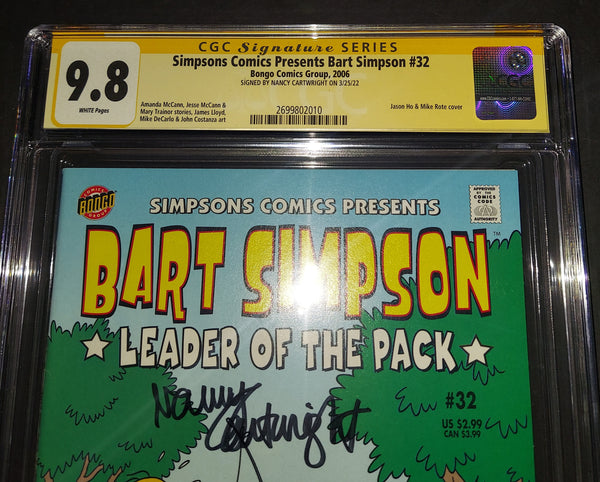 CGC Signature SERIES
Simpsons Comics Presents Bart Simpson #32
Bongo Comics Group, 2006
SIGNED BY NANCY CARTWRIGHT ON 3/25/22
9.8
WHITE Pages
Amanda McCann, Jesse McCann &
Mary Trainor stories, James Lloyd,
Mike DeCarlo & John Costanza art
2699802010
Jason Ho & Mike Rote cover
CGC
COMICS
BONGO
GROUP
SIMPSONS COMICS PRESENTS
APPROVED
BY THE
COMICS
CODE
AUTHORITY
BART SIMPSON
TM
LEADER OF THE PACK
Nancy
Cartwright
#32
US $2.99
CAN $3.99